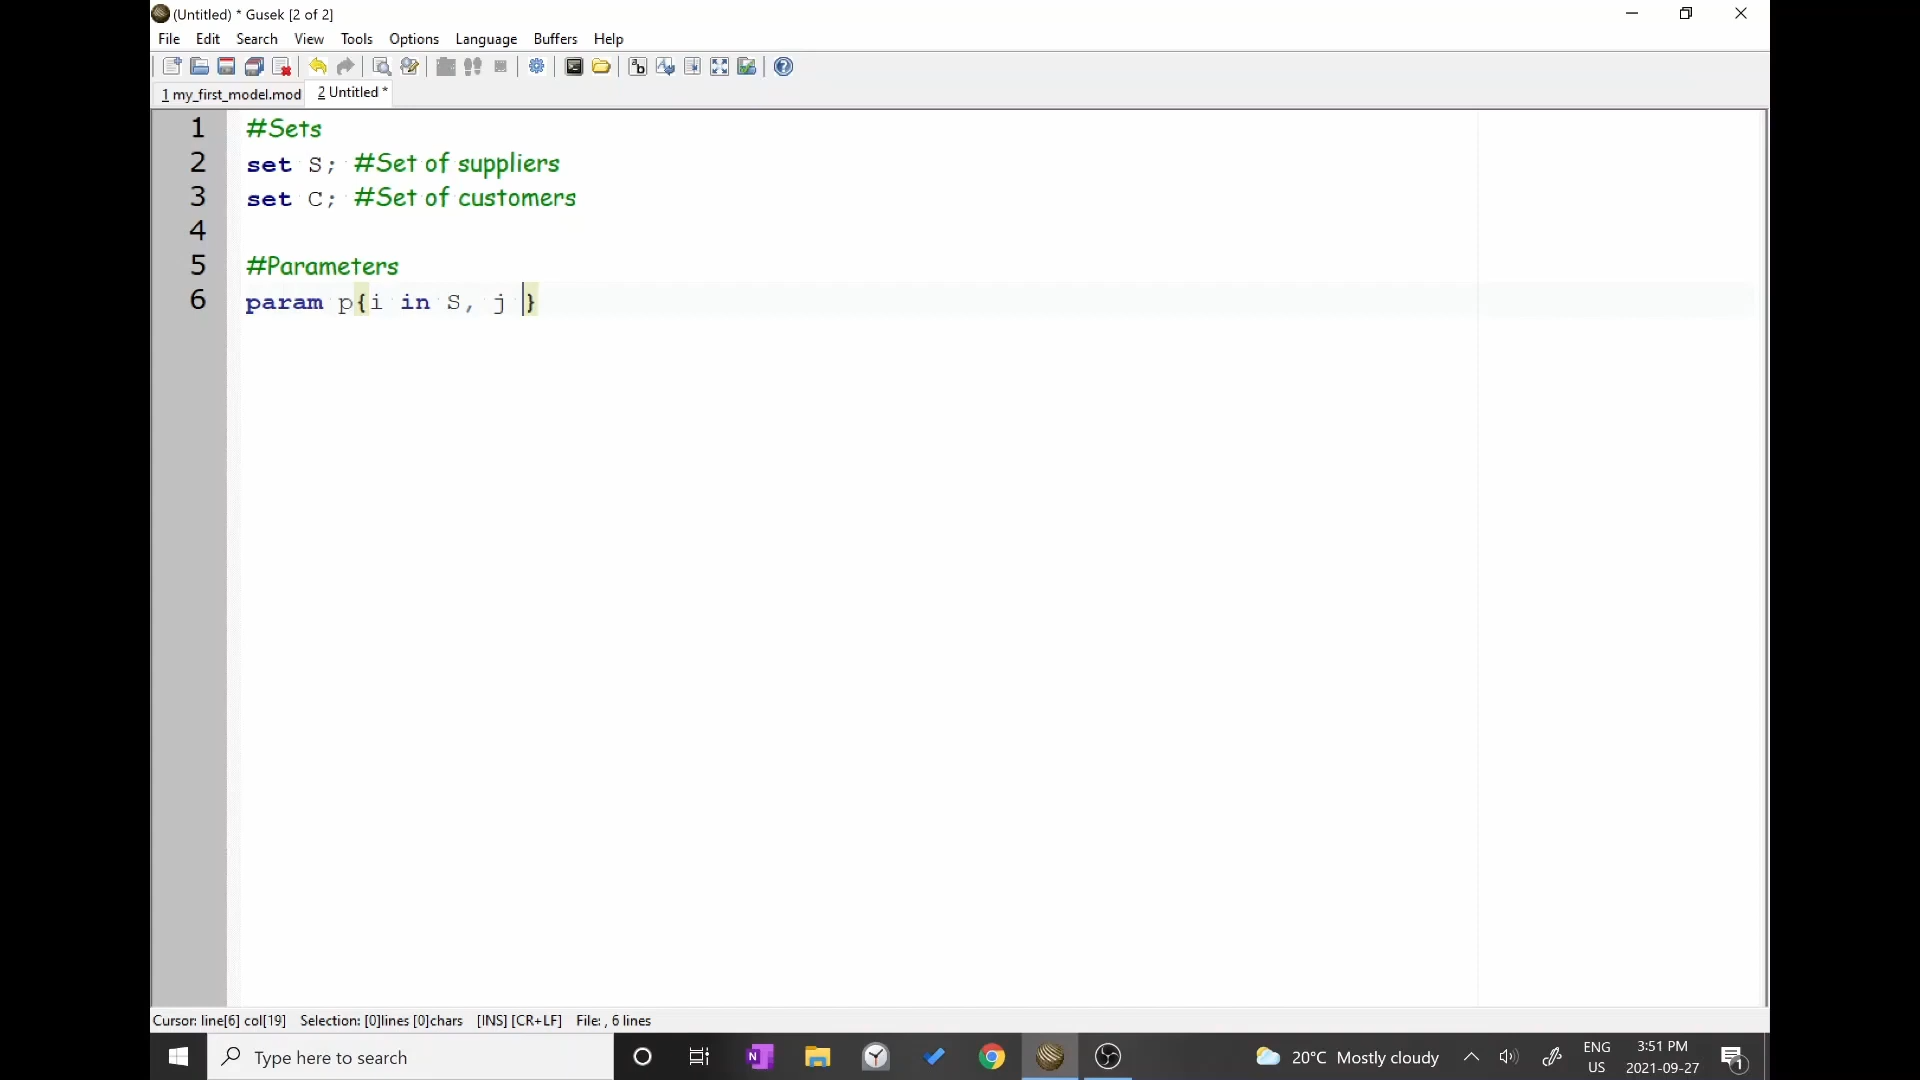 (Untitled) * Gusek [2 of 2]
File Edit Search View Tools Options Language Buffers Help
1 my_first_model.mod 2 Untitled *
1 #Sets
2 set S; #Set of suppliers
3 set C; #Set of customers
4
5 #Parameters
6 param p{i in S, j }
Cursor: line[6] col[19] Selection: [0]lines [0]chars [INS] [CR+LF] File: , 6 lines
Type here to search
20°C Mostly cloudy
ENG
US
3:51 PM
2021-09-27
1